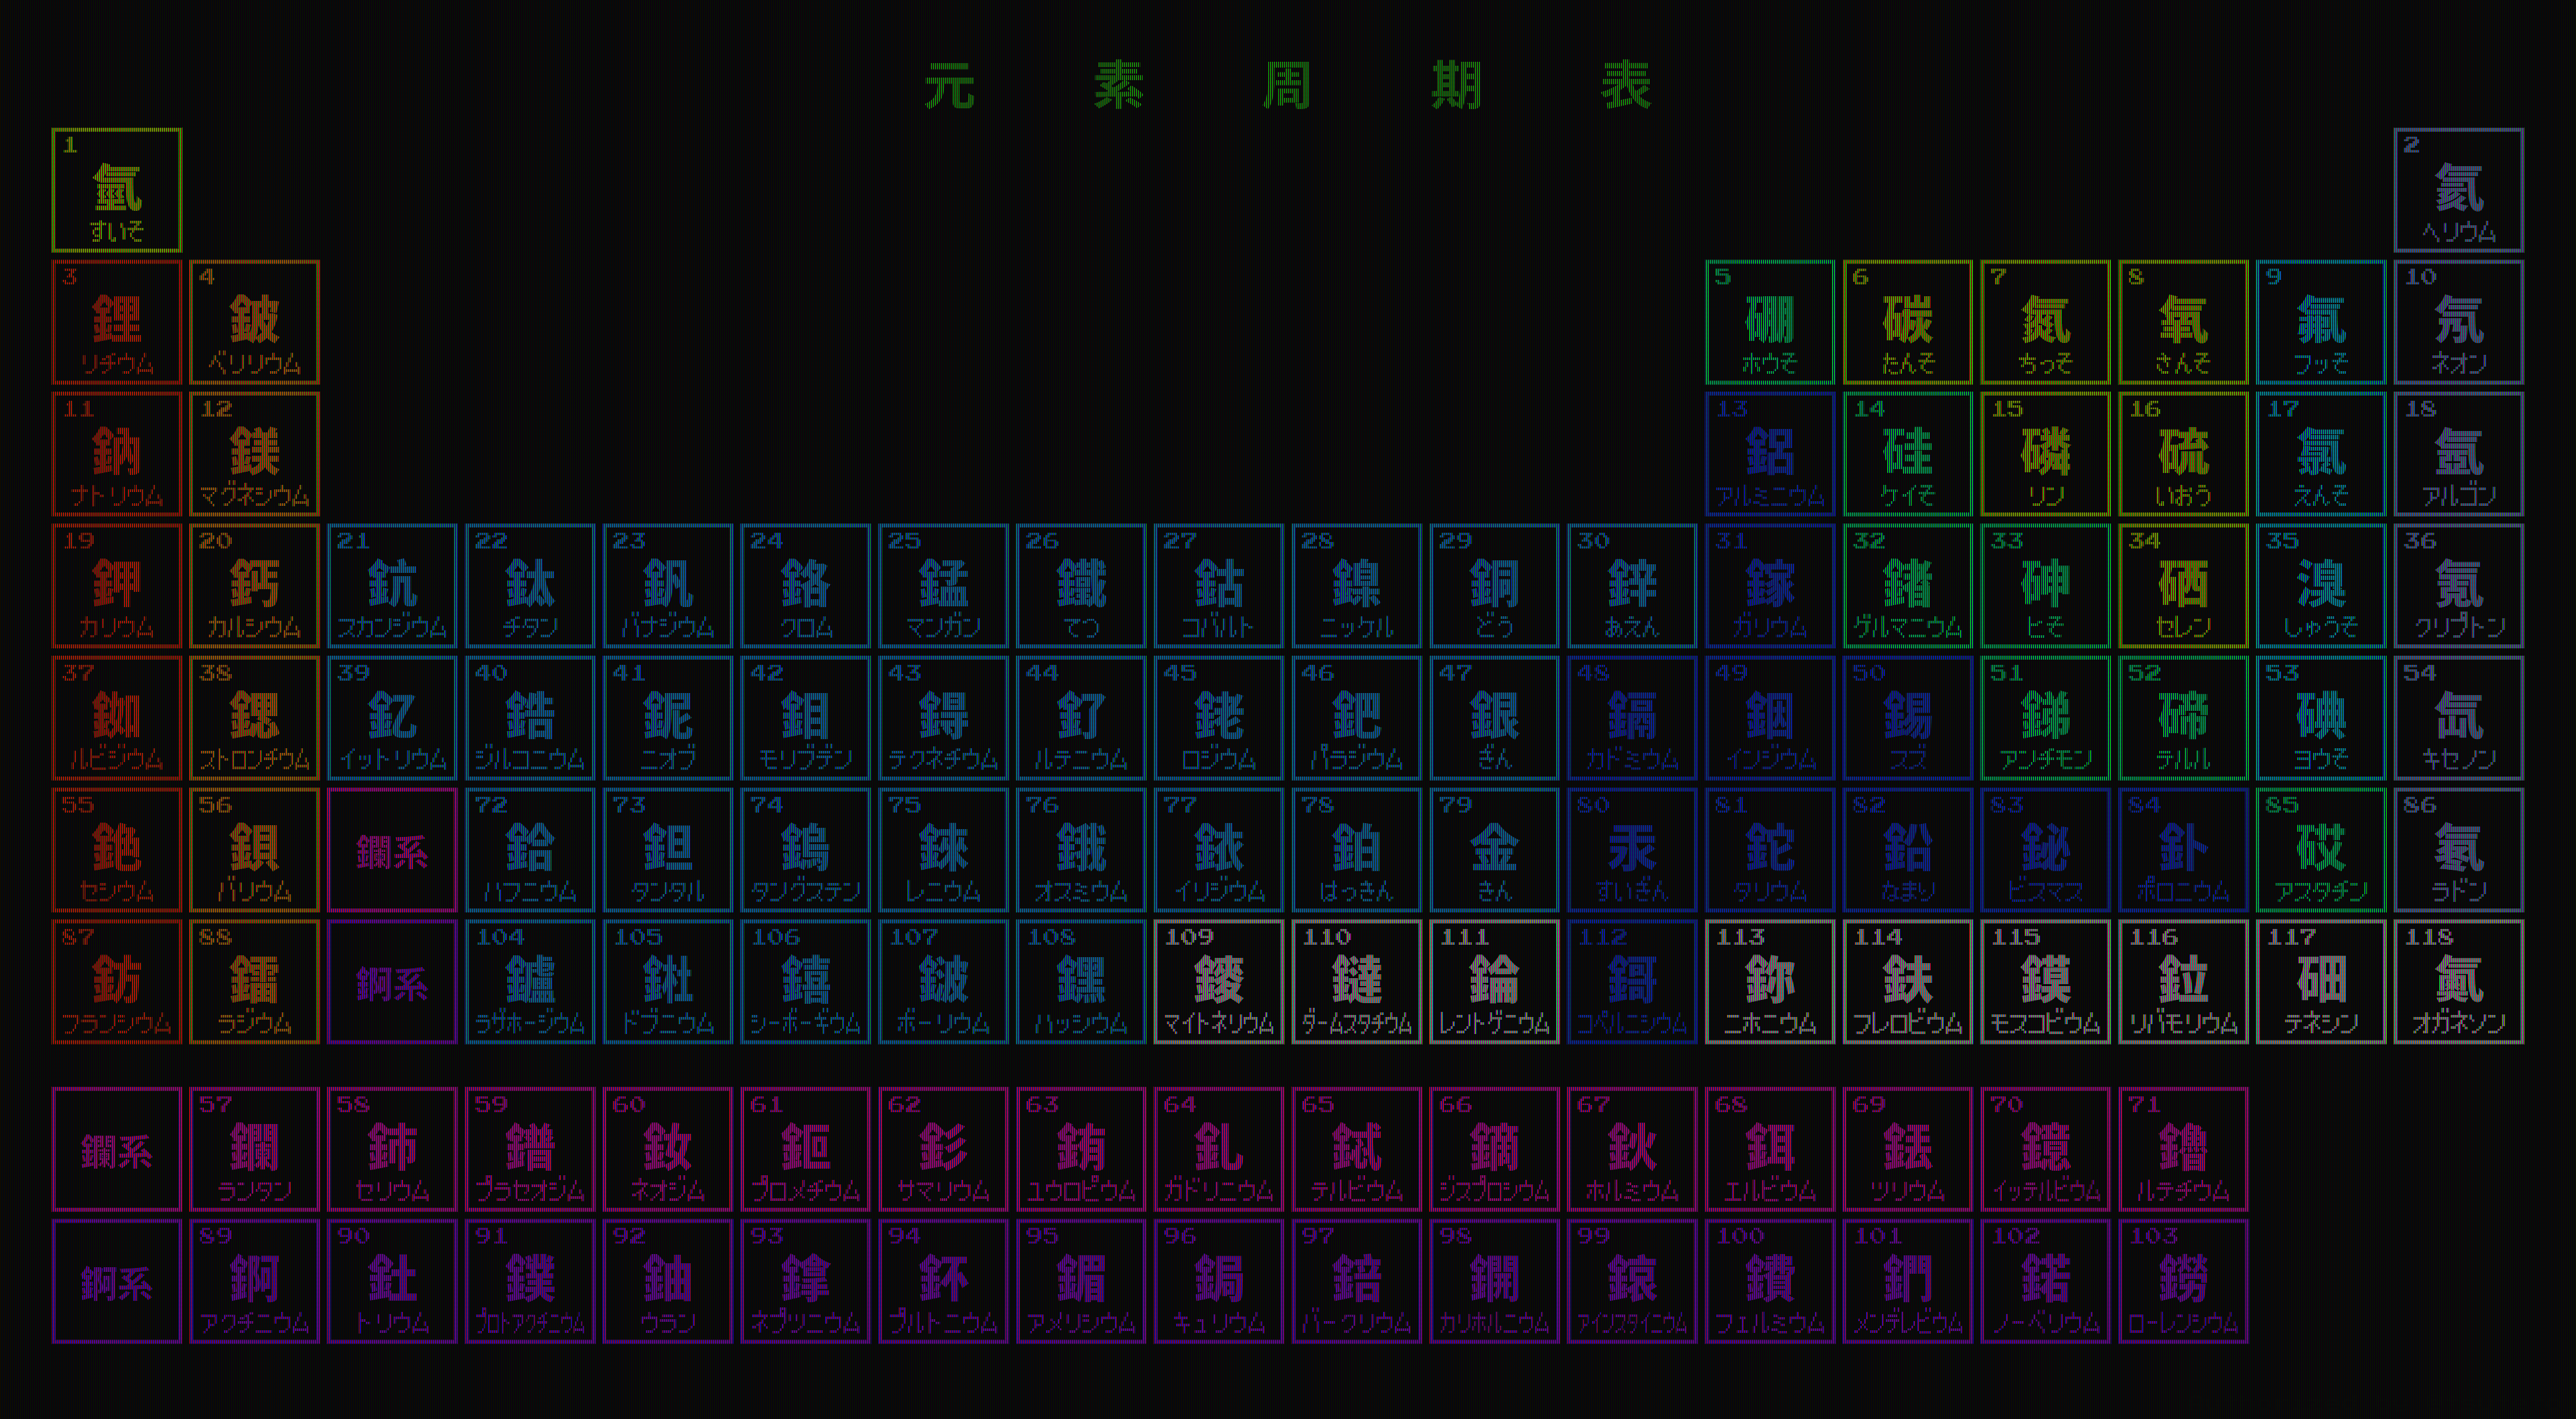 元素周期表
1 2
氫 氦
すいそ ヘリウム
3 4 5 6 7 8 9 10
鋰 鈹 硼 碳 氮 氧 氟 氖
リチウム ベリリウム ホウそ たんそ ちっそ さんそ フッそ ネオン
11 12 13 14 15 16 17 18
鈉 鎂 鋁 硅 磷 硫 氯 氬
ナトリウム マグネシウム アルミニウム ケイそ リン いおう えんそ アルゴン
19 20 21 22 23 24 25 26 27 28 29 30 31 32 33 34 35 36
鉀 鈣 鈧 鈦 釩 鉻 錳 鐵 鈷 鎳 銅 鋅 鎵 鍺 砷 硒 溴 氪
カリウム カルシウム スカンジウム チタン バナジウム クロム マンガン てつ コバルト ニッケル どう あえん ガリウム ゲルマニウム ヒそ セレン しゅうそ クリプトン
37 38 39 40 41 42 43 44 45 46 47 48 49 50 51 52 53 54
銣 鍶 釔 鋯 鈮 鉬 鍀 釕 銠 鈀 銀 鎘 銦 錫 銻 碲 碘 氙
ルビジウム ストロンチウム イットリウム ジルコニウム ニオブ モリブデン テクネチウム ルテニウム ロジウム パラジウム ぎん カドミウム インジウム スズ アンチモン テルル ヨウそ キセノン
55 56 72 73 74 75 76 77 78 79 80 81 82 83 84 85 86
銫 鋇 鑭系 鉿 鉭 鎢 錸 鋨 銥 鉑 金 汞 鉈 鉛 鉍 釙 砹 氡
セシウム バリウム ハフニウム タンタル タングステン レニウム オスミウム イリジウム はっきん きん すいぎん タリウム なまり ビスマス ポロニウム アスタチン ラドン
87 88 104 105 106 107 108 109 110 111 112 113 114 115 116 117 118
鈁 鐳 錒系 鑪 𨧀 𨭎 𨨏 𨭆 䥑 鐽 錀 鎶 鉨 鈇 鏌 鉝 鿬 鿫
フランシウム ラジウム ラザホージウム ドブニウム シーボーギウム ボーリウム ハッシウム マイトネリウム ダームスタチウム レントゲニウム コペルニシウム ニホニウム フレロビウム モスコビウム リバモリウム テネシン オガネソン
57 58 59 60 61 62 63 64 65 66 67 68 69 70 71
鑭系 鑭 鈰 鐠 釹 鉕 釤 銪 釓 鋱 鏑 鈥 鉺 銩 鐿 鑥
ランタン セリウム プラセオジム ネオジム プロメチウム サマリウム ユウロピウム ガドリニウム テルビウム ジスプロシウム ホルミウム エルビウム ツリウム イッテルビウム ルテチウム
89 90 91 92 93 94 95 96 97 98 99 100 101 102 103
錒系 錒 釷 鏷 鈾 錼 鈈 鎇 鋦 錇 鐦 鎄 鐨 鍆 鍩 鐒
アクチニウム トリウム プロトアクチニウム ウラン ネプツニウム プルトニウム アメリシウム キュリウム バークリウム カリホルニウム アインスタイニウム フェルミウム メンデレビウム ノーベリウム ローレンシウム